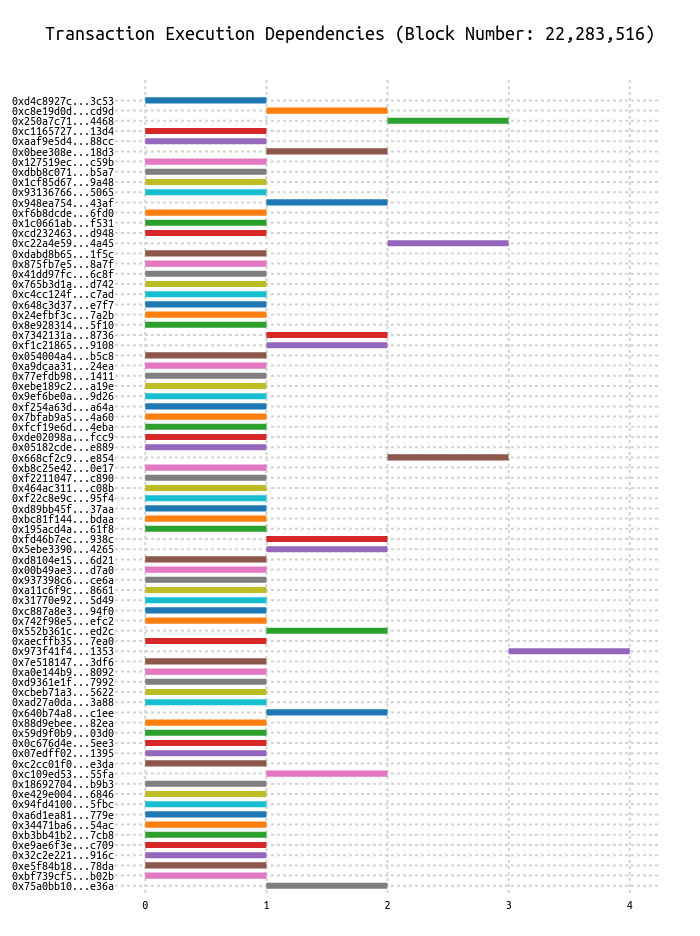 Transaction Execution Dependencies (Block Number: 22,283,516)
0xd4c8927c...3c53
0xc8e19d0d...cd9d
0x250a7c71...4468
0xc1165727...13d4
0xaaf9e5d4...88cc
0x0bee308e...18d3
0x127519ec...c59b
0xdbb8c071...b5a7
0x1cf85d67...9a48
0x93136766...5065
0x948ea754...43af
0xf6b8dcde...6fd0
0x1c0661ab...f531
0xcd232463...d948
0xc22a4e59...4a45
0xdabd8b65...1f5c
0x875fb7e5...8a7f
0x41dd97fc...6c8f
0x765b3d1a...d742
0xc4cc124f...c7ad
0x648c3d37...e7f7
0x24efbf3c...7a2b
0x8e928314...5f10
0x7342131a...8736
0xf1c21865...9108
0x054004a4...b5c8
0xa9dcaa31...24ea
0x77efdb98...1411
0xebe189c2...a19e
0x9ef6be0a...9d26
0xf254a63d...a64a
0x7bfab9a5...4a60
0xfcf19e6d...4eba
0xde02098a...fcc9
0x05182cde...e889
0x668cf2c9...e854
0xb8c25e42...0e17
0xf2211047...c890
0x464ac311...c08b
0xf22c8e9c...95f4
0xd89bb45f...37aa
0xbc81f144...bdaa
0x195acd4a...61f8
0xfd46b7ec...938c
0x5ebe3390...4265
0xd8104e15...6d21
0x00b49ae3...d7a0
0x937398c6...ce6a
0xa11c6f9c...8661
0x31770e92...5d49
0xc887a8e3...94f0
0x742f98e5...efc2
0x552b361c...ed2c
0xaecffb35...7ea0
0x973f41f4...1353
0x7e518147...3df6
0xa0e144b9...8092
0xd9361e1f...7992
0xcbeb71a3...5622
0xad27a0da...3a88
0x640b74a8...c1ee
0x88d9ebee...82ea
0x59d9f0b9...03d0
0x0c676d4e...5ee3
0x07edff02...1395
0xc2cc01f0...e3da
0xc109ed53...55fa
0x18692704...b9b3
0xe429e004...6846
0x94fd4100...5fbc
0xa6d1ea81...779e
0x34471ba6...54ac
0xb3bb41b2...7cb8
0xe9ae6f3e...c709
0x32c2e221...916c
0xe5f84b18...78da
0xbf739cf5...b02b
0x75a0bb10...e36a
0 1 2 3 4